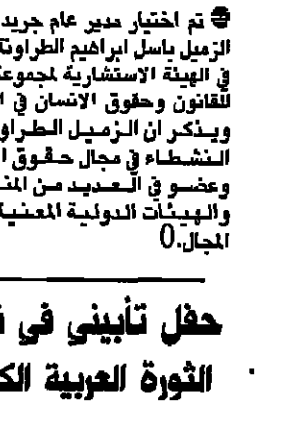 تم اختيار مدير عام جريد
الزميل باسل ابراهيم الطراونة
في الهيئة الاستشارية لمجموعة
للقانون وحقوق الانسان في ا
ويذكر ان الزميل الطراو
النشطاء في مجال حقوق ا
وعضو في العديد من المن
والهيئات الدولية المعنية
المجال.()
حفل تأبيني في ذ
الثورة العربية الك